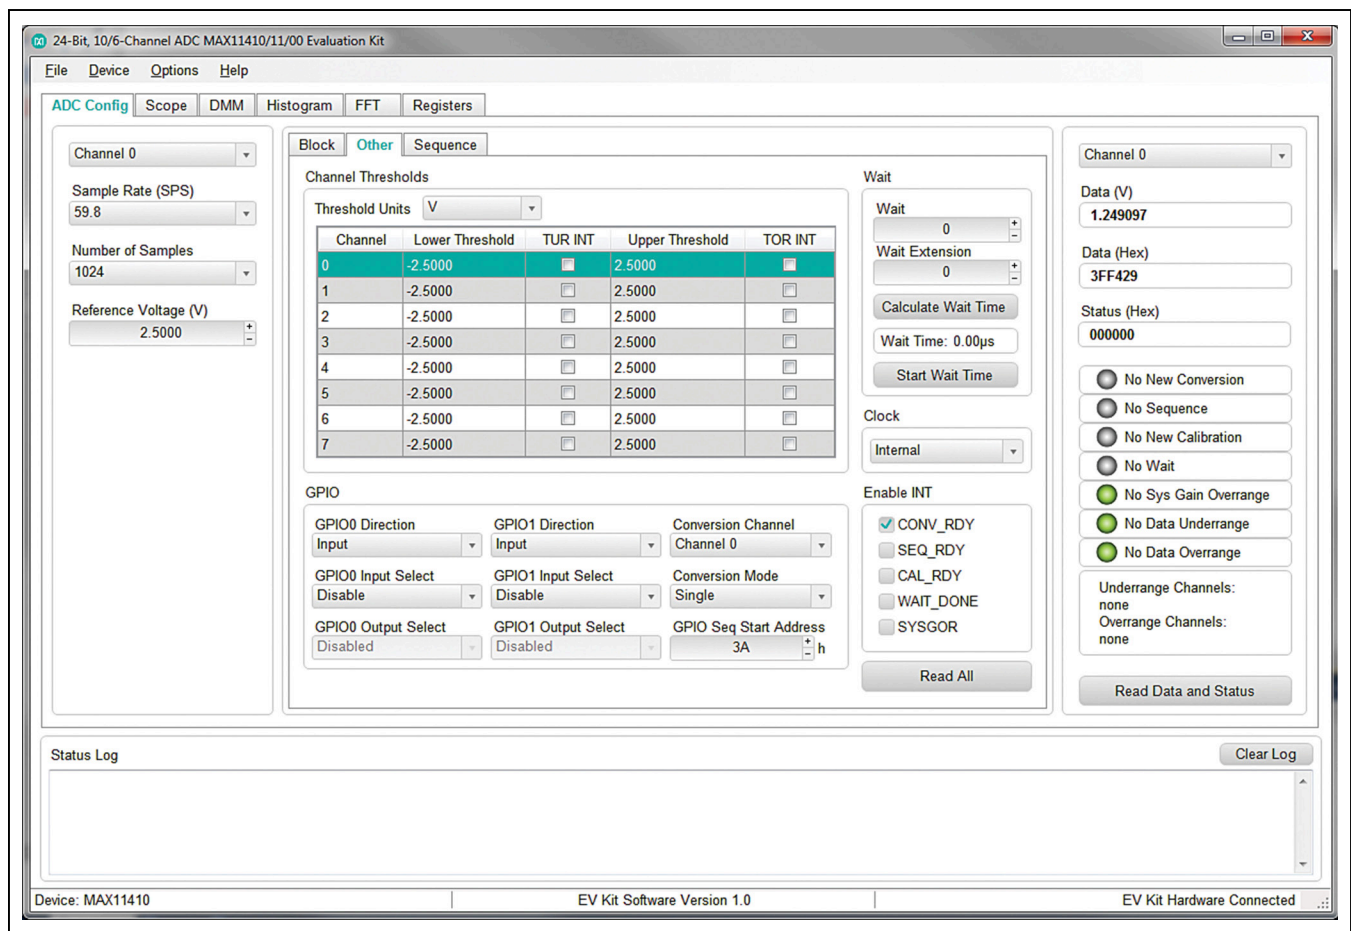 24-Bit, 10/6-Channel ADC MAX11410/11/00 Evaluation Kit
File Device Options Help
ADC Config Scope DMM Histogram FFT Registers
Channel 0
Sample Rate (SPS)
59.8
Number of Samples
1024
Reference Voltage (V)
2.5000
Block Other Sequence
Channel Thresholds
Threshold Units V
Channel Lower Threshold TUR INT Upper Threshold TOR INT
0 -2.5000 2.5000
1 -2.5000 2.5000
2 -2.5000 2.5000
3 -2.5000 2.5000
4 -2.5000 2.5000
5 -2.5000 2.5000
6 -2.5000 2.5000
7 -2.5000 2.5000
GPIO
GPIO0 Direction GPIO1 Direction Conversion Channel
Input Input Channel 0
GPIO0 Input Select GPIO1 Input Select Conversion Mode
Disable Disable Single
GPIO0 Output Select GPIO1 Output Select GPIO Seq Start Address
Disabled Disabled 3A h
Wait
Wait
0
Wait Extension
0
Calculate Wait Time
Wait Time: 0.00µs
Start Wait Time
Clock
Internal
Enable INT
CONV_RDY
SEQ_RDY
CAL_RDY
WAIT_DONE
SYSGOR
Read All
Channel 0
Data (V)
1.249097
Data (Hex)
3FF429
Status (Hex)
000000
No New Conversion
No Sequence
No New Calibration
No Wait
No Sys Gain Overrange
No Data Underrange
No Data Overrange
Underrange Channels:
none
Overrange Channels:
none
Read Data and Status
Status Log
Clear Log
Device: MAX11410 EV Kit Software Version 1.0 EV Kit Hardware Connected